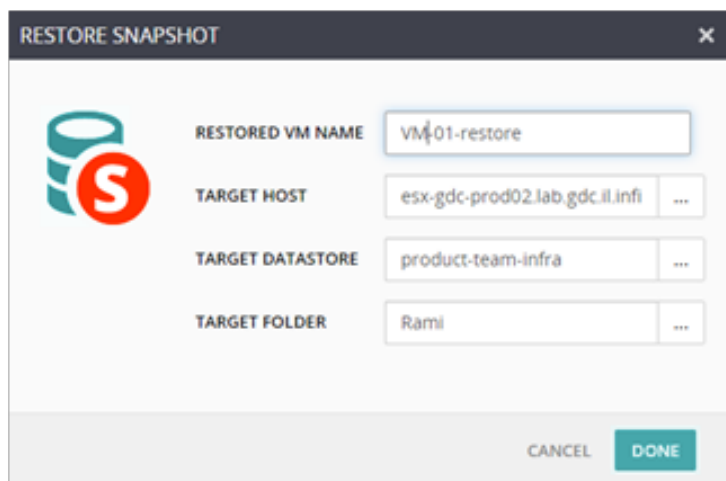 RESTORE SNAPSHOT ×
S
RESTORED VM NAME VM-01-restore
TARGET HOST esx-gdc-prod02.lab.gdc.il.infi ...
TARGET DATASTORE product-team-infra ...
TARGET FOLDER Rami ...
CANCEL DONE